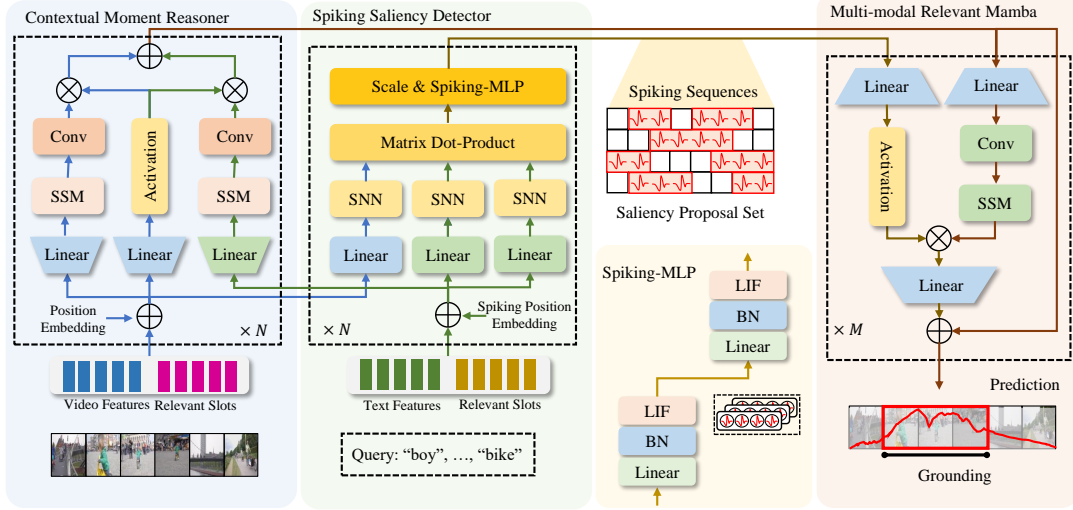 Contextual Moment Reasoner
Conv
Activation
Conv
SSM
SSM
Linear
Linear
Linear
Position
Embedding
× N
Video Features
Relevant Slots
Spiking Saliency Detector
Scale & Spiking-MLP
Matrix Dot-Product
SNN
SNN
SNN
Linear
Linear
Linear
Spiking Position
Embedding
× N
Text Features
Relevant Slots
Query: “boy”, …, “bike”
Spiking Sequences
Saliency Proposal Set
Spiking-MLP
LIF
BN
Linear
LIF
BN
Linear
Multi-modal Relevant Mamba
Linear
Linear
Activation
Conv
SSM
Linear
× M
Prediction
Grounding